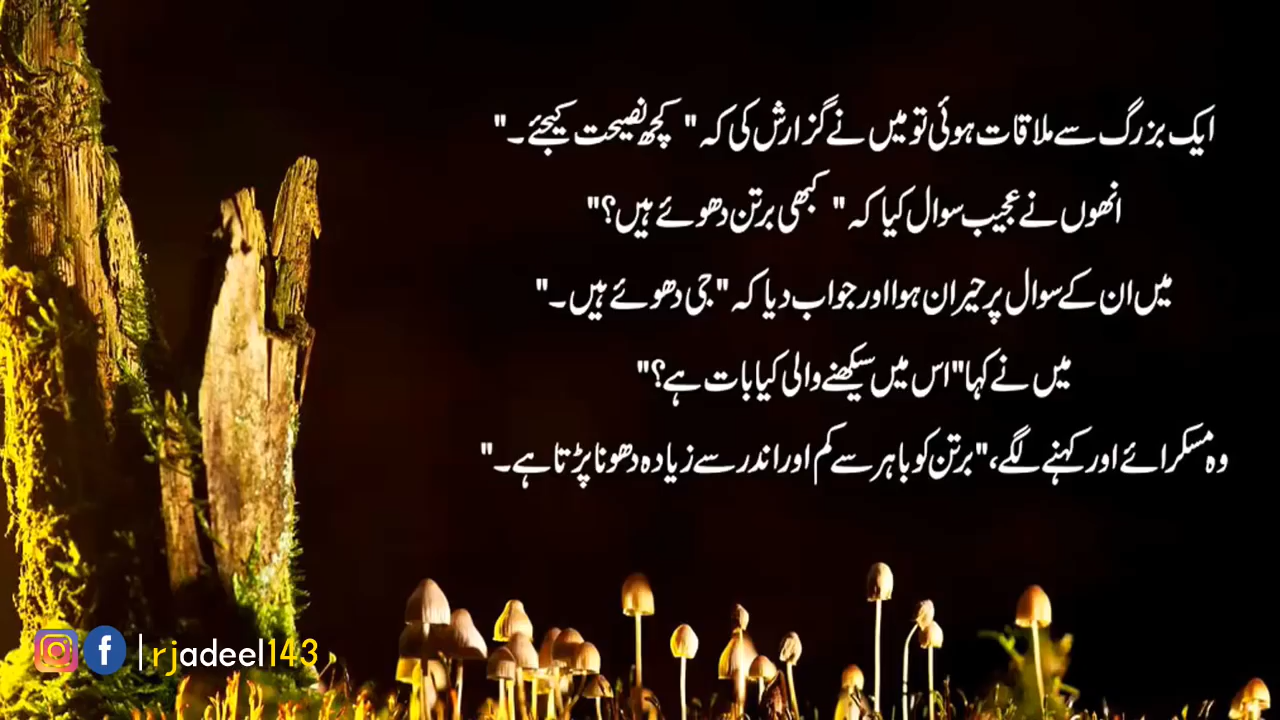 ایک بزرگ سے ملاقات ہوئی تو میں نے گزارش کی کہ " کچھ نصیحت کیجئے۔"
انھوں نے عجیب سوال کیا کہ " کبھی برتن دھوئے ہیں؟"
میں ان کے سوال پر حیران ہوا اور جواب دیا کہ "جی دھوئے ہیں۔"
میں نے کہا "اس میں سیکھنے والی کیا بات ہے؟"
وہ مسکرائے اور کہنے لگے، "برتن کو باہر سے کم اور اندر سے زیادہ دھونا پڑتا ہے۔"
rjadeel143